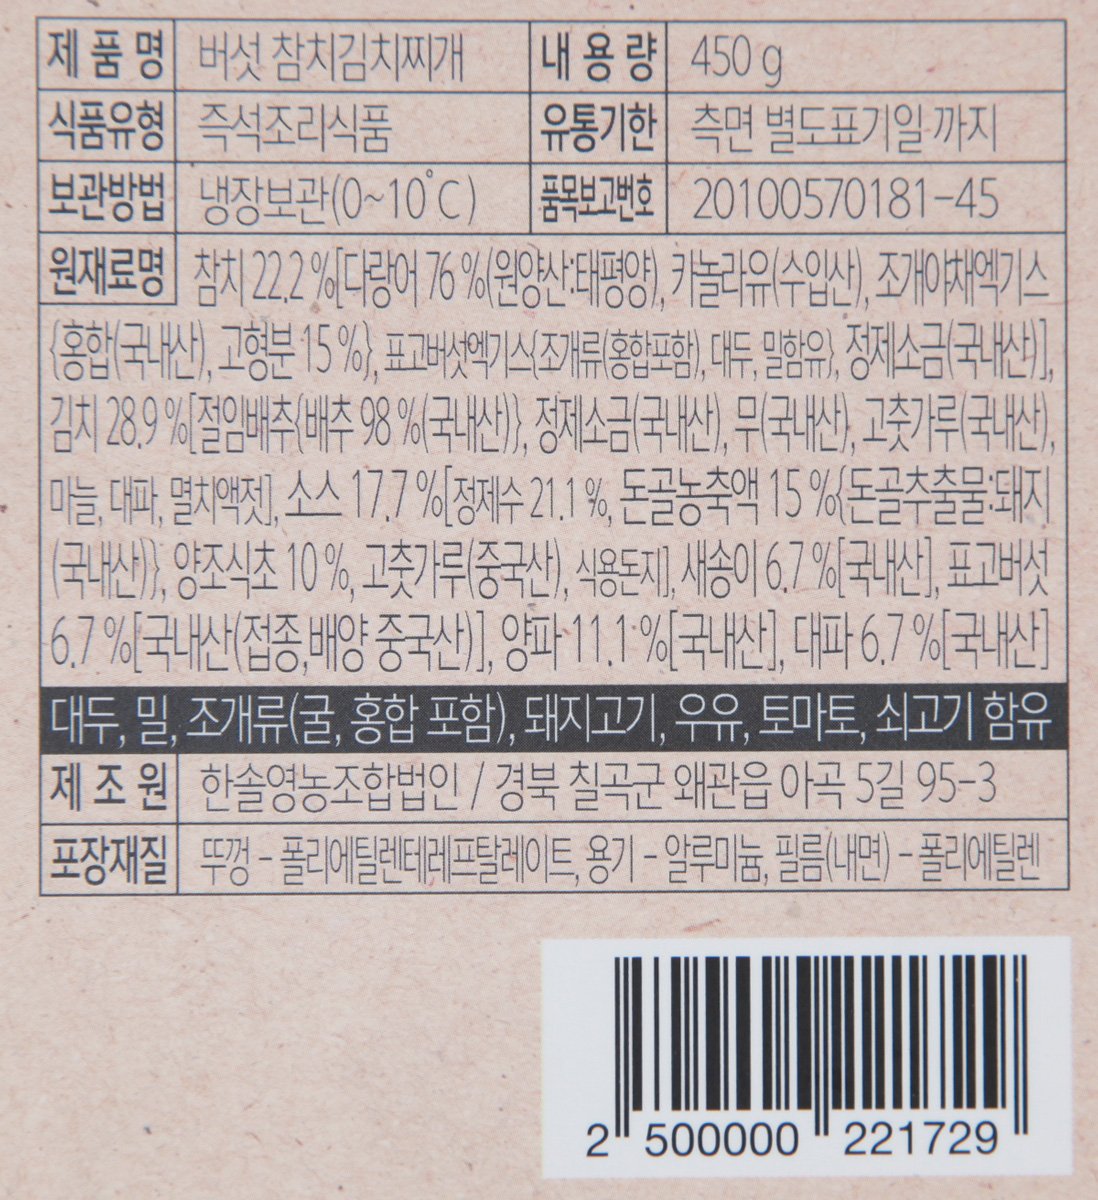 제 품 명 버섯 참치김치찌개 내 용 량 450 g
식품유형 즉석조리식품 유통기한 측면 별도표기일 까지
보관방법 냉장보관(0~10˚C) 품목보고번호 20100570181-45
원재료명 참치 22.2 %[다랑어 76 %(원양산:태평양), 카놀라유(수입산), 조개야채엑기스
{홍합(국내산), 고형분 15 %}, 표고버섯엑기스{조개류(홍합포함), 대두, 밀함유}, 정제소금(국내산)],
김치 28.9 %[절임배추{배추 98 %(국내산)}, 정제소금(국내산), 무(국내산), 고춧가루(국내산),
마늘, 대파, 멸치액젓], 소스 17.7 %[정제수 21.1 %, 돈골농축액 15 %{돈골추출물:돼지
(국내산)}, 양조식초 10 %, 고춧가루(중국산), 식용돈지], 새송이 6.7 %[국내산], 표고버섯
6.7 %[국내산(접종,배양 중국산)], 양파 11.1 %[국내산], 대파 6.7 %[국내산]
대두, 밀, 조개류(굴, 홍합 포함), 돼지고기, 우유, 토마토, 쇠고기 함유
제 조 원 한솔영농조합법인 / 경북 칠곡군 왜관읍 아곡 5길 95-3
포장재질 뚜껑 - 폴리에틸렌테레프탈레이트, 용기 - 알루미늄, 필름(내면) - 폴리에틸렌
2 500000 221729